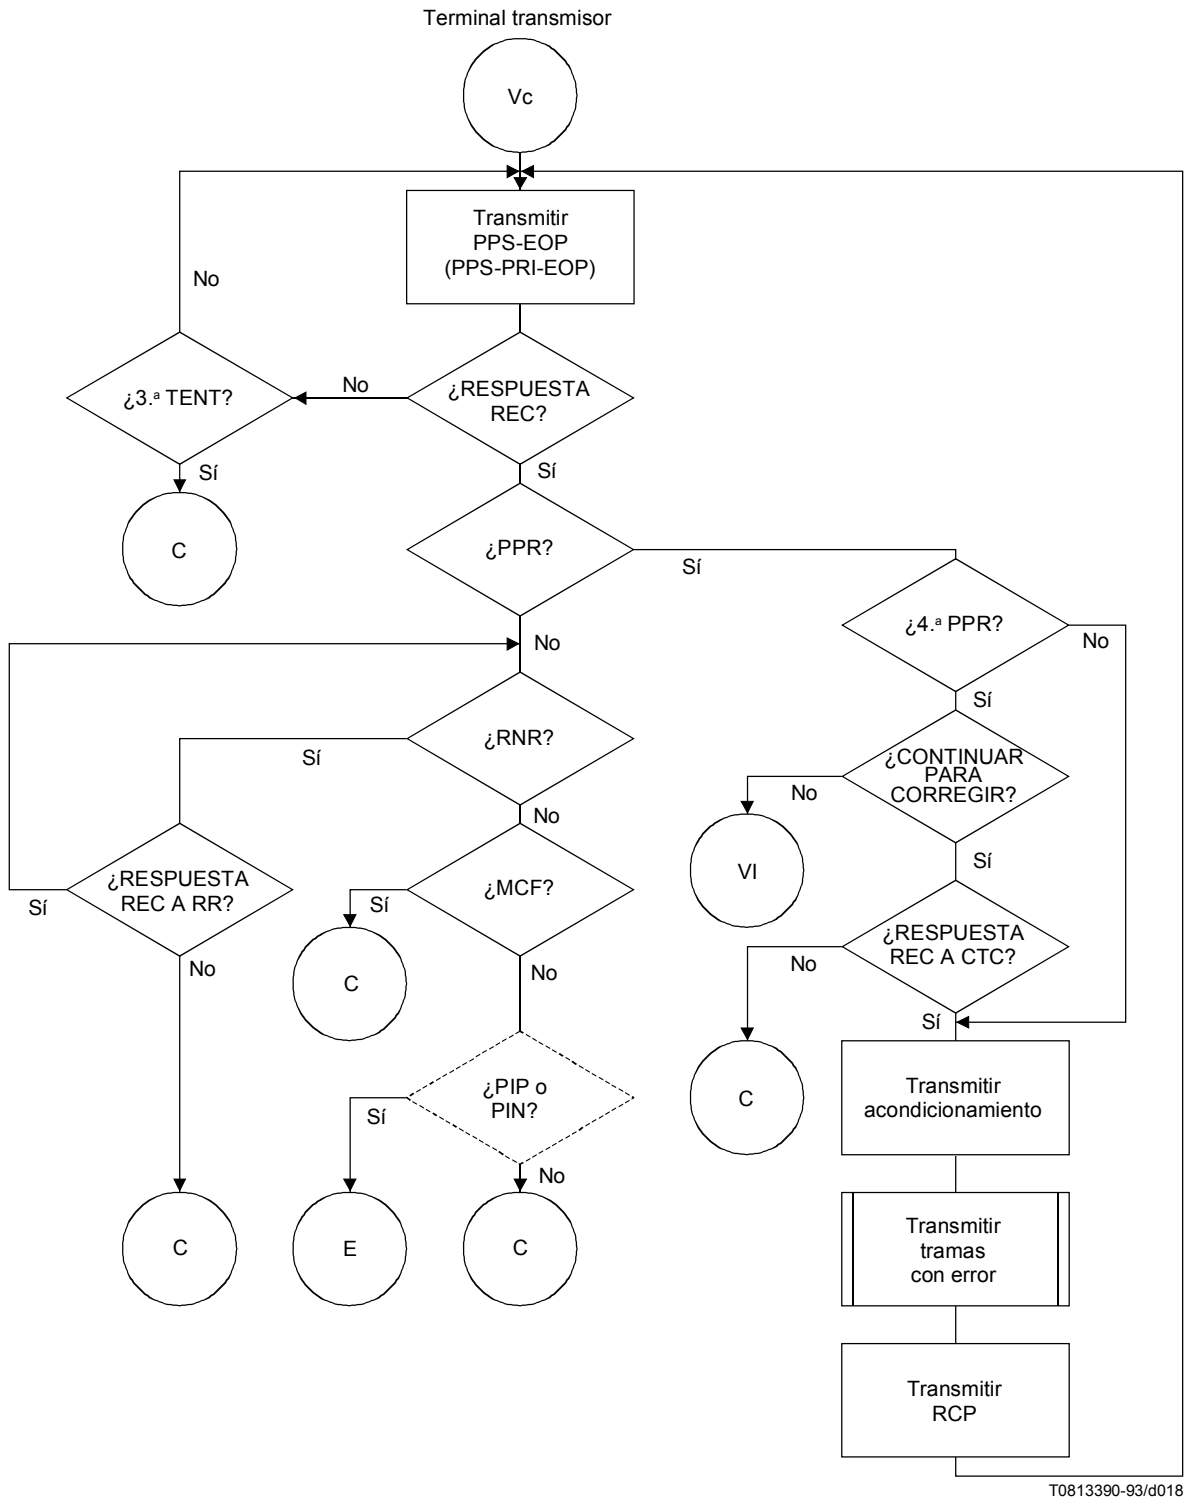 Terminal transmisor
Vc
Transmitir
PPS-EOP
(PPS-PRI-EOP)
No
¿3.ª TENT?
No
¿RESPUESTA
REC?
Sí
Sí
C
¿PPR?
Sí
¿4.ª PPR?
No
No
Sí
¿RNR?
Sí
¿CONTINUAR
PARA
CORREGIR?
No
No
Sí
VI
¿RESPUESTA
REC A RR?
Sí
¿MCF?
Sí
¿RESPUESTA
REC A CTC?
No
No
No
C
Sí
¿PIP o
PIN?
Sí
C
Transmitir
acondicionamiento
No
C
E
C
Transmitir
tramas
con error
Transmitir
RCP
T0813390-93/d018